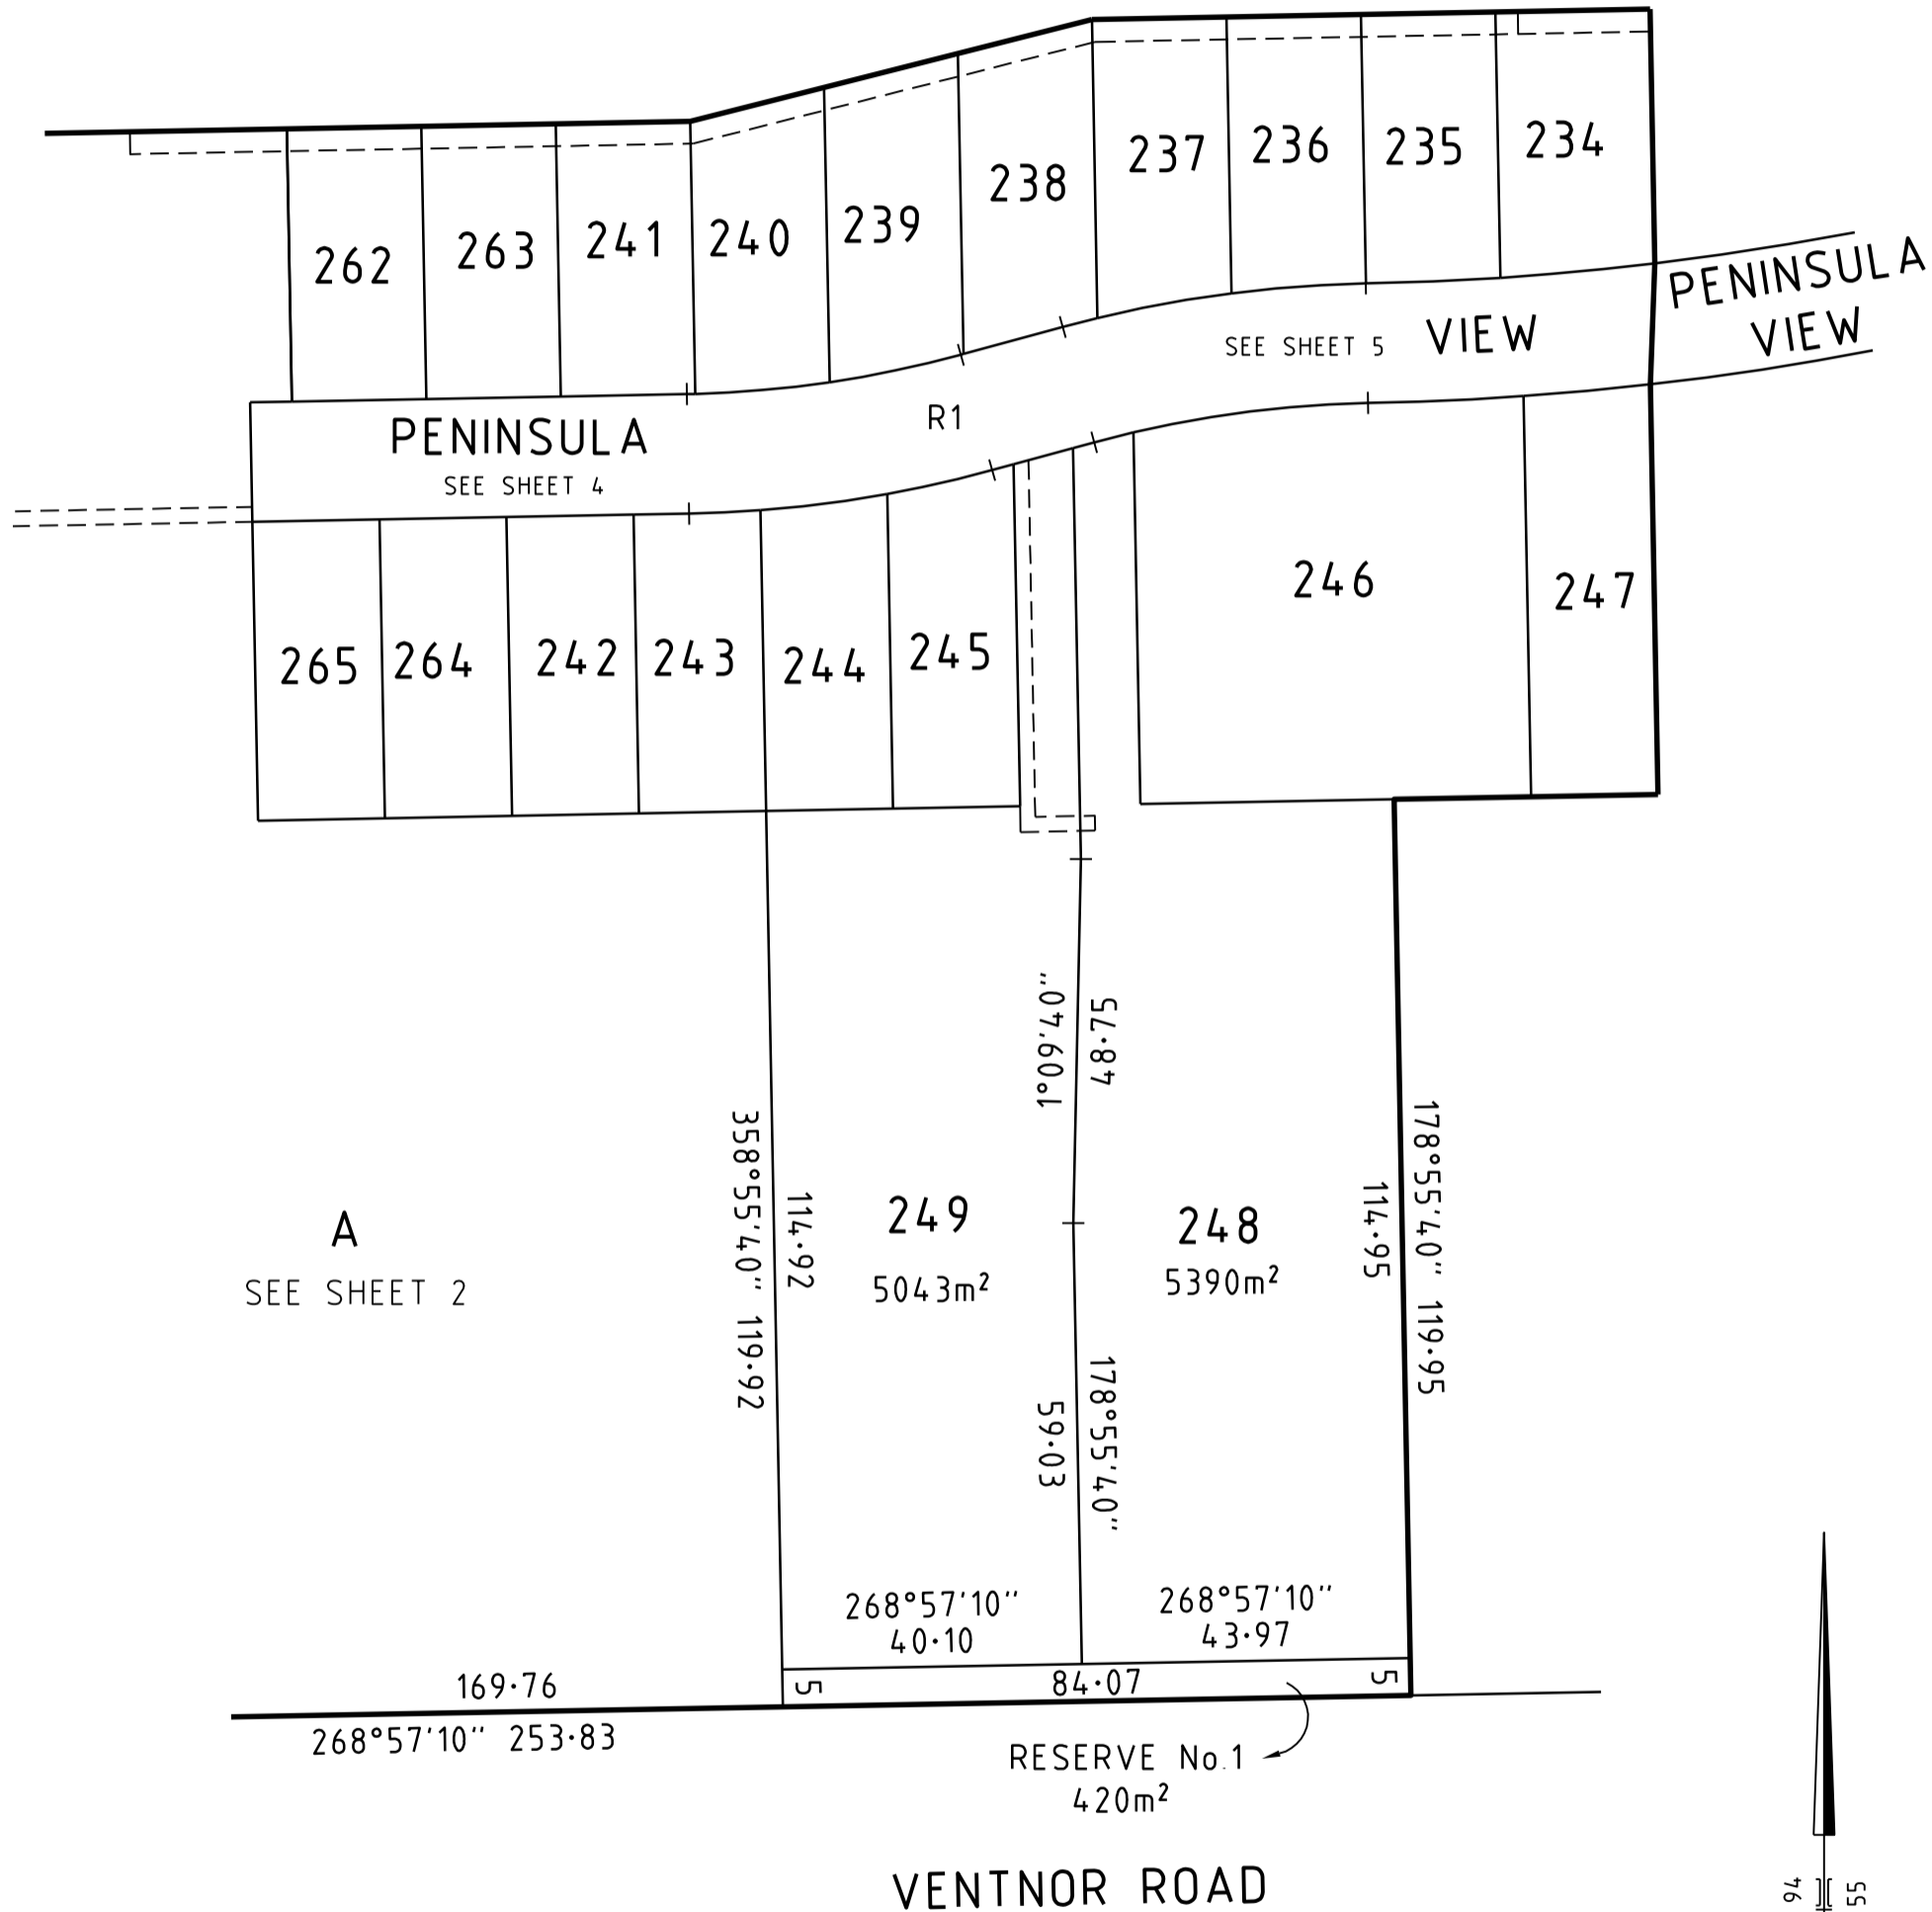 234
235
236
237
238
239
240
241
263
262
PENINSULA
VIEW
SEE SHEET 5
VIEW
R1
PENINSULA
SEE SHEET 4
265
264
242
243
244
245
246
247
1°09'40"
57·84
358°55'40" 119·92
114·92
249
5043m²
248
5390m²
114·95
178°55'40" 119·95
A
SEE SHEET 2
59·03
178°55'40"
268°57'10"
40·10
268°57'10"
43·97
169·76
5
84·07
5
268°57'10" 253·83
RESERVE No.1
420m²
VENTNOR ROAD
94
55